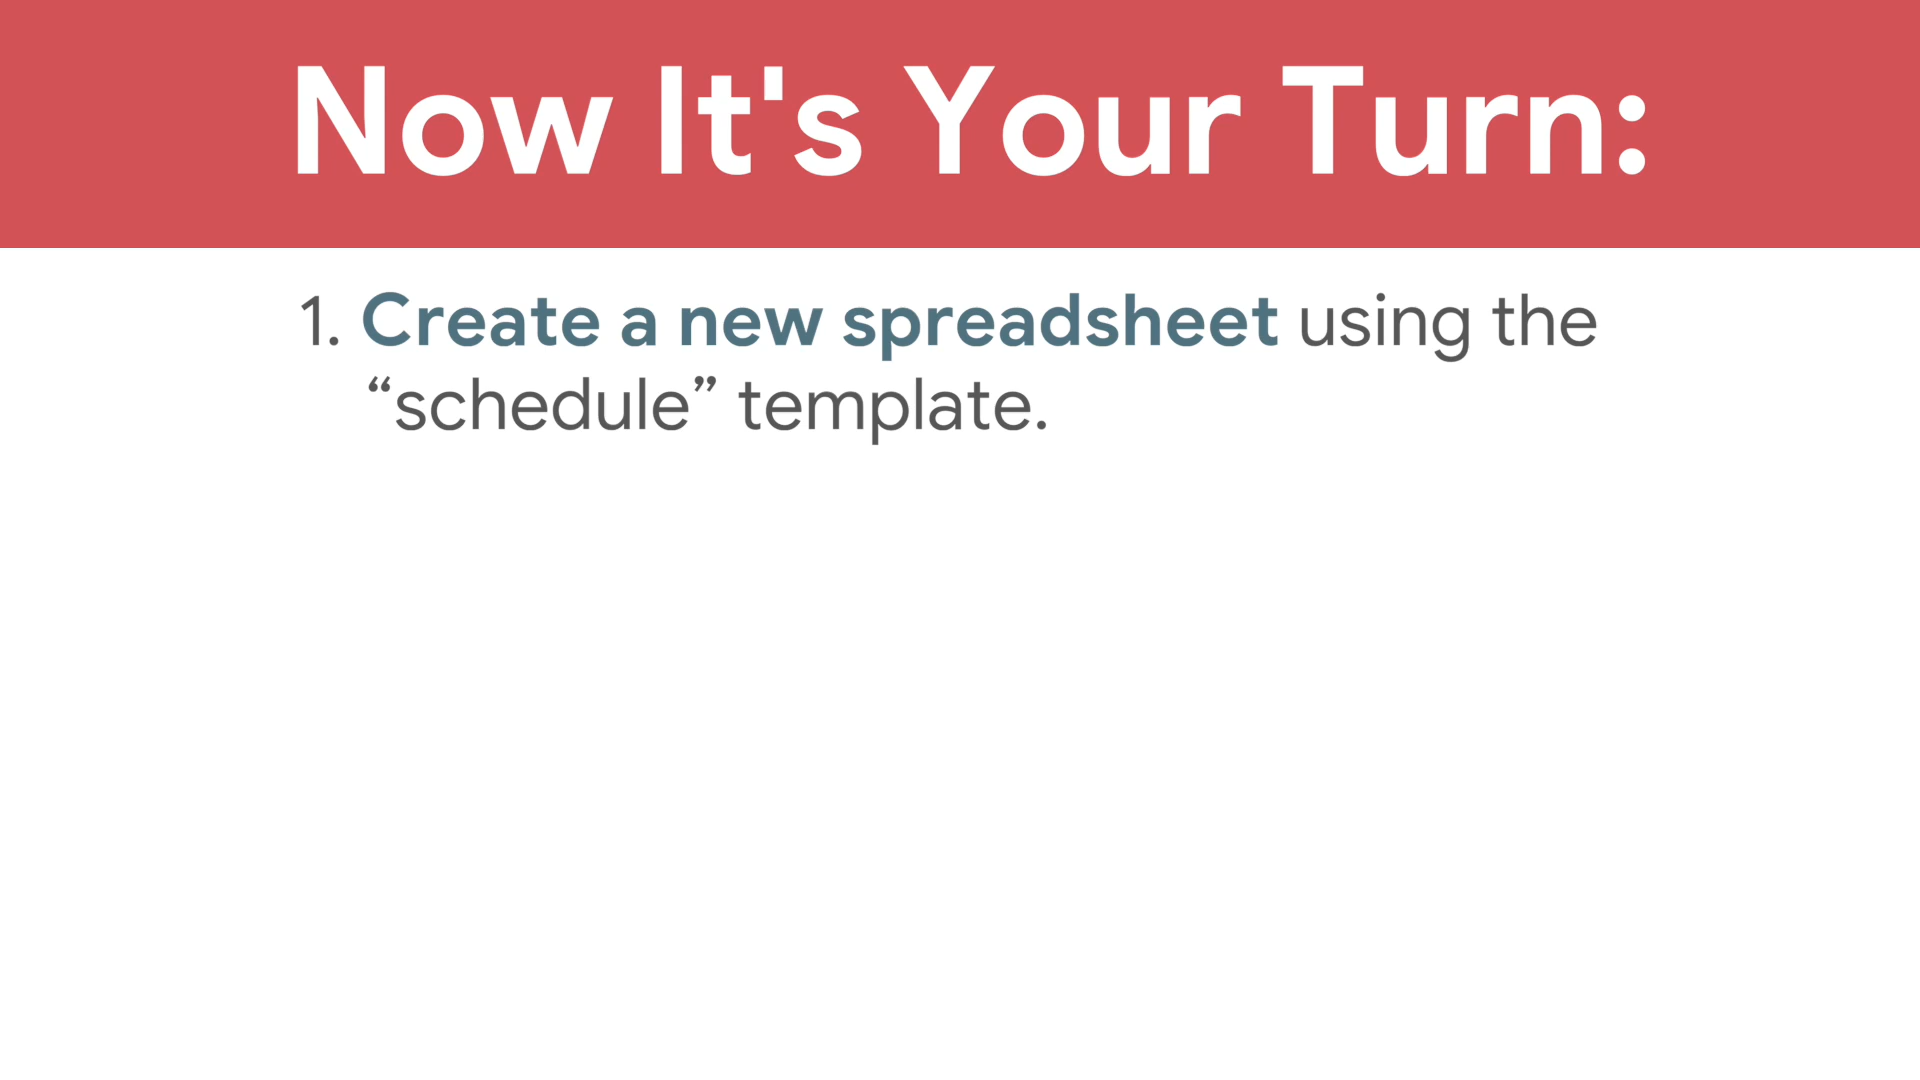 Now It's Your Turn:
1. Create a new spreadsheet using the
“schedule” template.